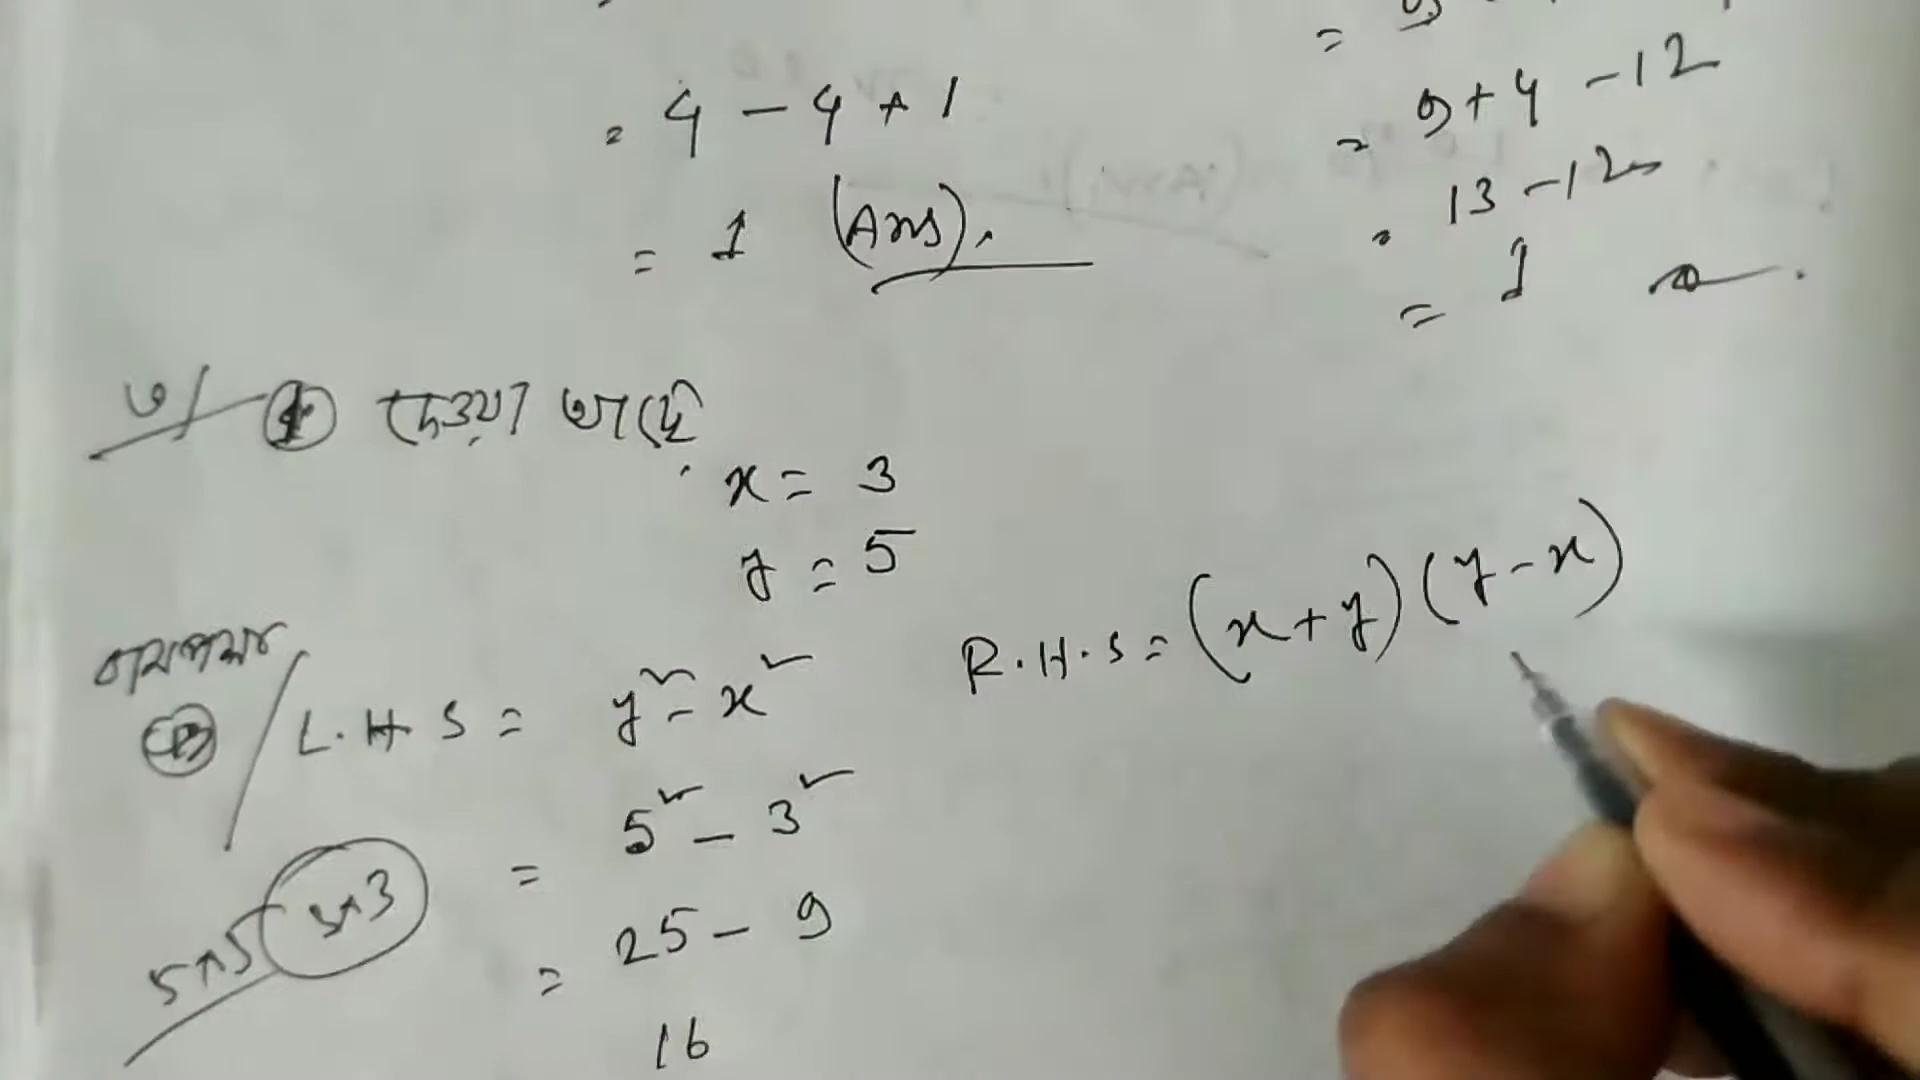 = 4 - 4 + 1
= 1 (Ans).
= 9 + 4 - 12
= 13 - 12
= 1
৩/ দেওয়া আছে
x = 3
y = 5
বামপক্ষ
L.H.S = y² - x²
= 5² - 3²
= 25 - 9
16
5×5 3×3
R.H.S = (x+y)(y-x)